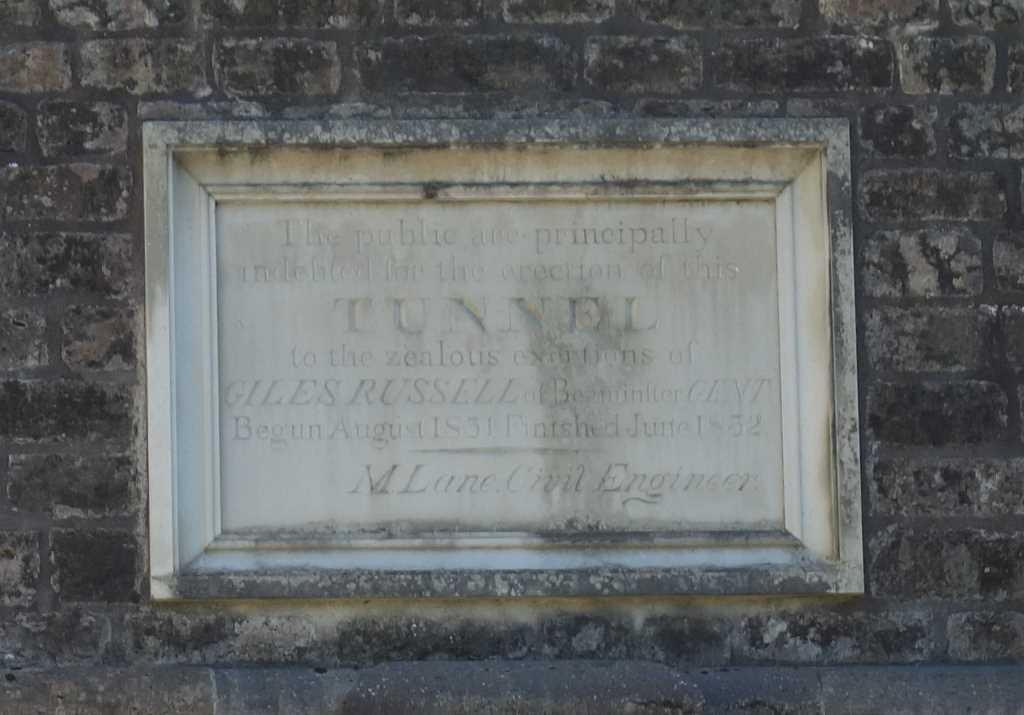 The public are principally
indebted for the erection of this
TUNNEL
to the zealous exertions of
GILES RUSSELL of Beaminster GENT
Begun August 1831 Finished June 1832
M Lane. Civil Engineer.